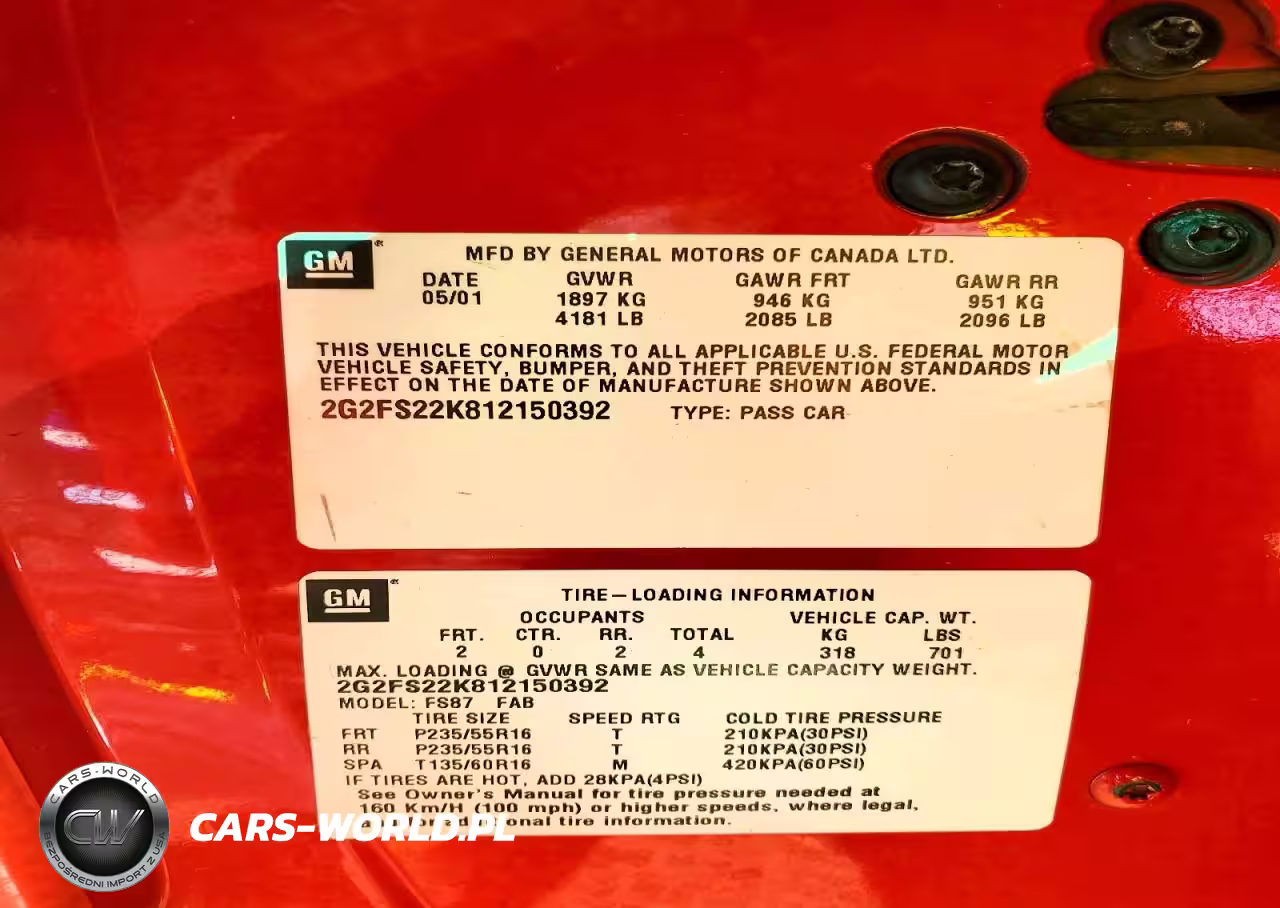 GM
MFD BY GENERAL MOTORS OF CANADA LTD.
DATE GVWR GAWR FRT GAWR RR
05/01 1897 KG 946 KG 951 KG
4181 LB 2085 LB 2096 LB
THIS VEHICLE CONFORMS TO ALL APPLICABLE U.S. FEDERAL MOTOR
VEHICLE SAFETY, BUMPER, AND THEFT PREVENTION STANDARDS IN
EFFECT ON THE DATE OF MANUFACTURE SHOWN ABOVE.
2G2FS22K812150392 TYPE: PASS CAR
GM
TIRE–LOADING INFORMATION
OCCUPANTS VEHICLE CAP. WT.
FRT. CTR. RR. TOTAL KG LBS
2 0 2 4 318 701
MAX. LOADING @ GVWR SAME AS VEHICLE CAPACITY WEIGHT.
2G2FS22K812150392
MODEL: FS87 FAB
TIRE SIZE SPEED RTG COLD TIRE PRESSURE
FRT P235/55R16 T 210KPA(30PSI)
RR P235/55R16 T 210KPA(30PSI)
SPA T135/60R16 M 420KPA(60PSI)
IF TIRES ARE HOT, ADD 28KPA(4PSI)
See Owner's Manual for tire pressure needed at
160 Km/H (100 mph) or higher speeds, where legal,
tire information.
CARS-WORLD
CW
BEZPOŚREDNI IMPORT Z USA
CARS-WORLD.PL